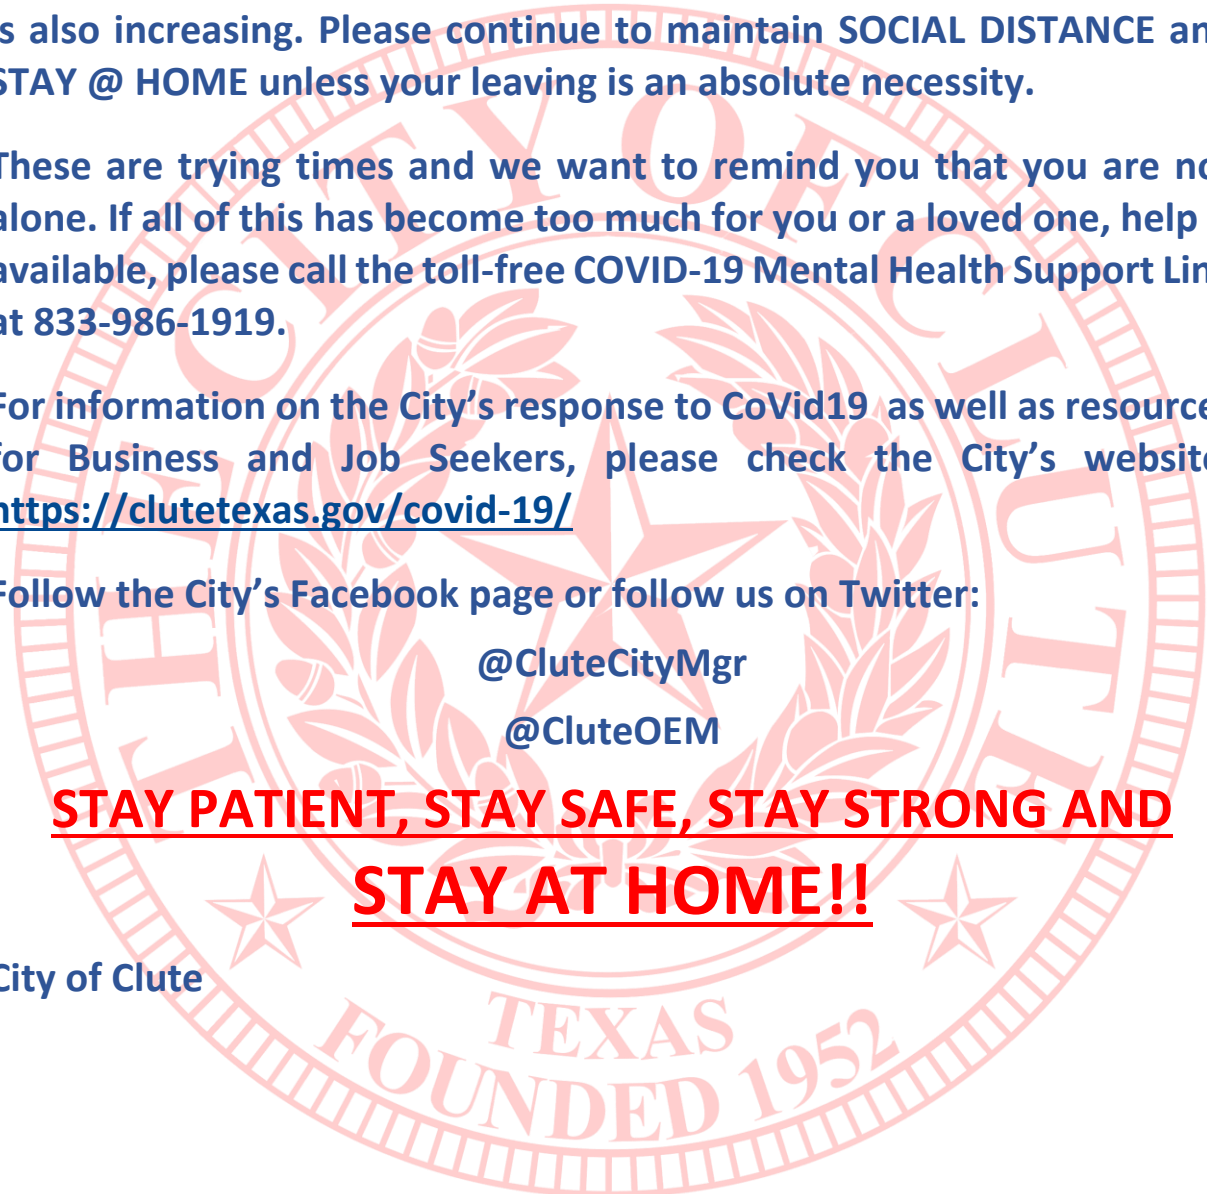 s also increasing. Please continue to maintain SOCIAL DISTANCE an
STAY @ HOME unless your leaving is an absolute necessity.
These are trying times and we want to remind you that you are no
alone. If all of this has become too much for you or a loved one, help
available, please call the toll-free COVID-19 Mental Health Support Lin
at 833-986-1919.
For information on the City’s response to CoVid19 as well as resource
for Business and Job Seekers, please check the City’s website
https://clutetexas.gov/covid-19/
Follow the City’s Facebook page or follow us on Twitter:
@CluteCityMgr
@CluteOEM
STAY PATIENT, STAY SAFE, STAY STRONG AND
STAY AT HOME!!
City of Clute
THE CITY OF CLUTE
TEXAS
FOUNDED 1952